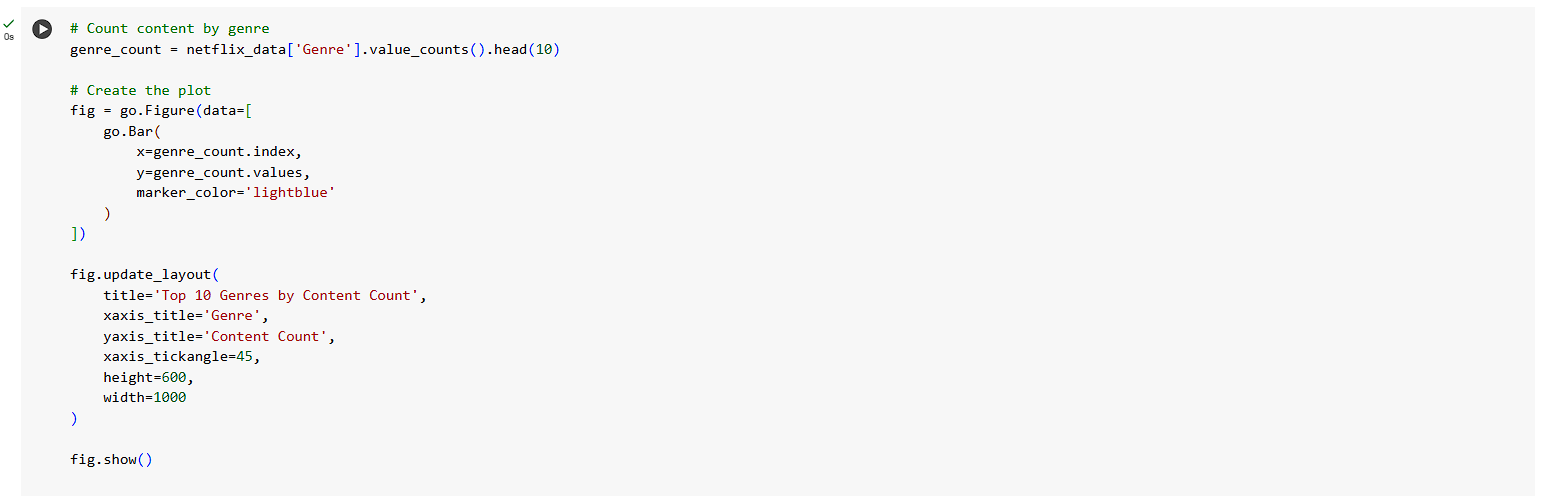 0s
# Count content by genre
genre_count = netflix_data['Genre'].value_counts().head(10)

# Create the plot
fig = go.Figure(data=[
    go.Bar(
        x=genre_count.index,
        y=genre_count.values,
        marker_color='lightblue'
    )
])

fig.update_layout(
    title='Top 10 Genres by Content Count',
    xaxis_title='Genre',
    yaxis_title='Content Count',
    xaxis_tickangle=45,
    height=600,
    width=1000
)

fig.show()